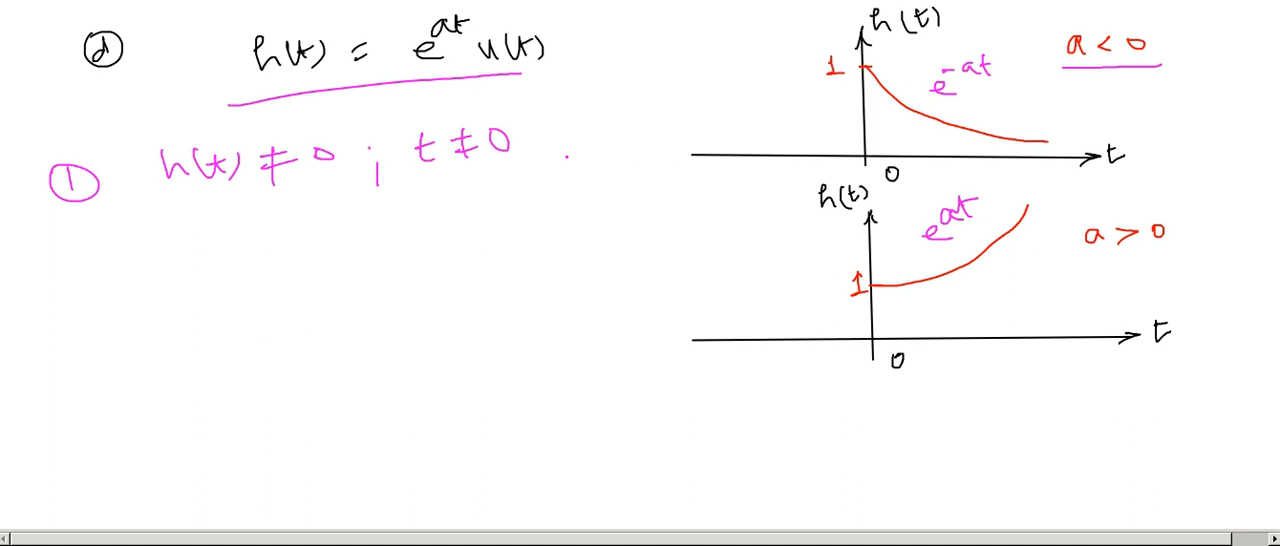 (d) h(t) = e^{at} u(t)
(1) h(t) ≠ 0 ; t ≠ 0 .
h(t)
a < 0
1
e^{-at}
t
0
h(t)
e^{at}
a > 0
1
t
0